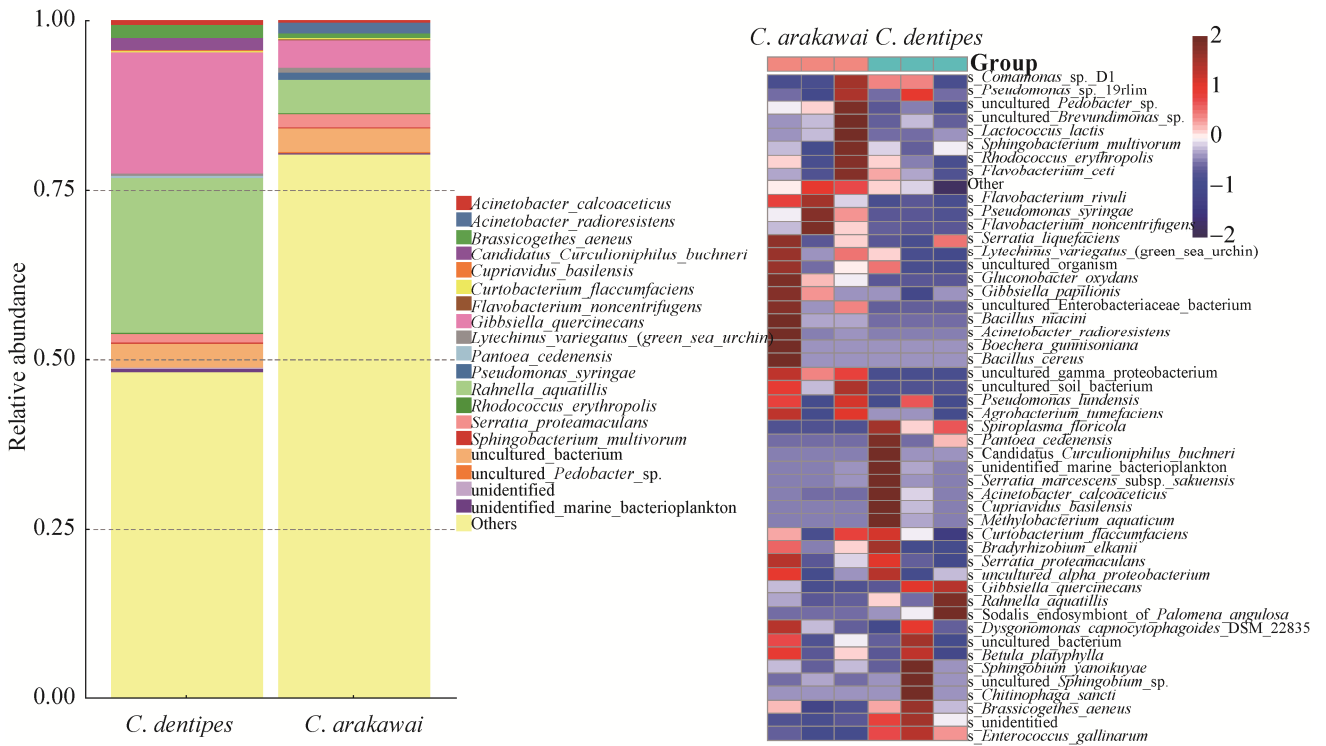 1.00
0.75
0.50
0.25
0.00
Relative abundance
C. dentipes
C. arakawai
Acinetobacter_calcoaceticus
Acinetobacter_radioresistens
Brassicogethes_aeneus
Candidatus_Curculioniphilus_buchneri
Cupriavidus_basilensis
Curtobacterium_flaccumfaciens
Flavobacterium_noncentrifugens
Gibbsiella_quercinecans
Lytechinus_variegatus_(green_sea_urchin)
Pantoea_cedenensis
Pseudomonas_syringae
Rahnella_aquatillis
Rhodococcus_erythropolis
Serratia_proteamaculans
Sphingobacterium_multivorum
uncultured_bacterium
uncultured_Pedobacter_sp.
unidentified
unidentified_marine_bacterioplankton
Others
C. arakawai C. dentipes
Group
s_Comamonas_sp._D1
s_Pseudomonas_sp._19rlim
s_uncultured_Pedobacter_sp.
s_uncultured_Brevundimonas_sp.
s_Lactococcus_lactis
s_Sphingobacterium_multivorum
s_Rhodococcus_erythropolis
s_Flavobacterium_ceti
Other
s_Flavobacterium_rivuli
s_Pseudomonas_syringae
s_Flavobacterium_noncentrifugens
s_Serratia_liquefaciens
s_Lytechinus_variegatus_(green_sea_urchin)
s_uncultured_organism
s_Gluconobacter_oxydans
s_Gibbsiella_papilionis
s_uncultured_Enterobacteriaceae_bacterium
s_Bacillus_niacini
s_Acinetobacter_radioresistens
s_Boechera_gunnisoniana
s_Bacillus_cereus
s_uncultured_gamma_proteobacterium
s_uncultured_soil_bacterium
s_Pseudomonas_lundensis
s_Agrobacterium_tumefaciens
s_Spiroplasma_floricola
s_Pantoea_cedenensis
s_Candidatus_Curculioniphilus_buchneri
s_unidentified_marine_bacterioplankton
s_Serratia_marcescens_subsp._sakuensis
s_Acinetobacter_calcoaceticus
s_Cupriavidus_basilensis
s_Methylobacterium_aquaticum
s_Curtobacterium_flaccumfaciens
s_Bradyrhizobium_elkanii
s_Serratia_proteamaculans
s_uncultured_alpha_proteobacterium
s_Gibbsiella_quercinecans
s_Rahnella_aquatillis
s_Sodalis_endosymbiont_of_Palomena_angulosa
s_Dysgonomonas_capnocytophagoides_DSM_22835
s_uncultured_bacterium
s_Betula_platyphylla
s_Sphingobium_yanoikuyae
s_uncultured_Sphingobium_sp.
s_Chitinophaga_sancti
s_Brassicogethes_aeneus
s_unidentified
s_Enterococcus_gallinarum
2
1
0
−1
−2